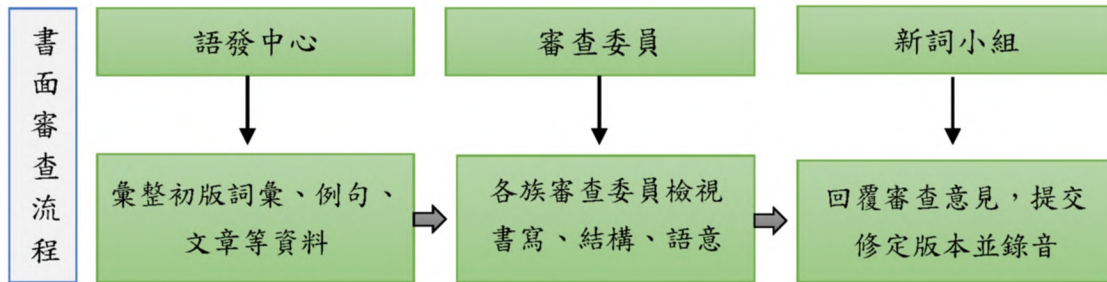 書面審查流程
語發中心
審查委員
新詞小組
彙整初版詞彙、例句、
文章等資料
各族審查委員檢視
書寫、結構、語意
回覆審查意見，提交
修定版本並錄音